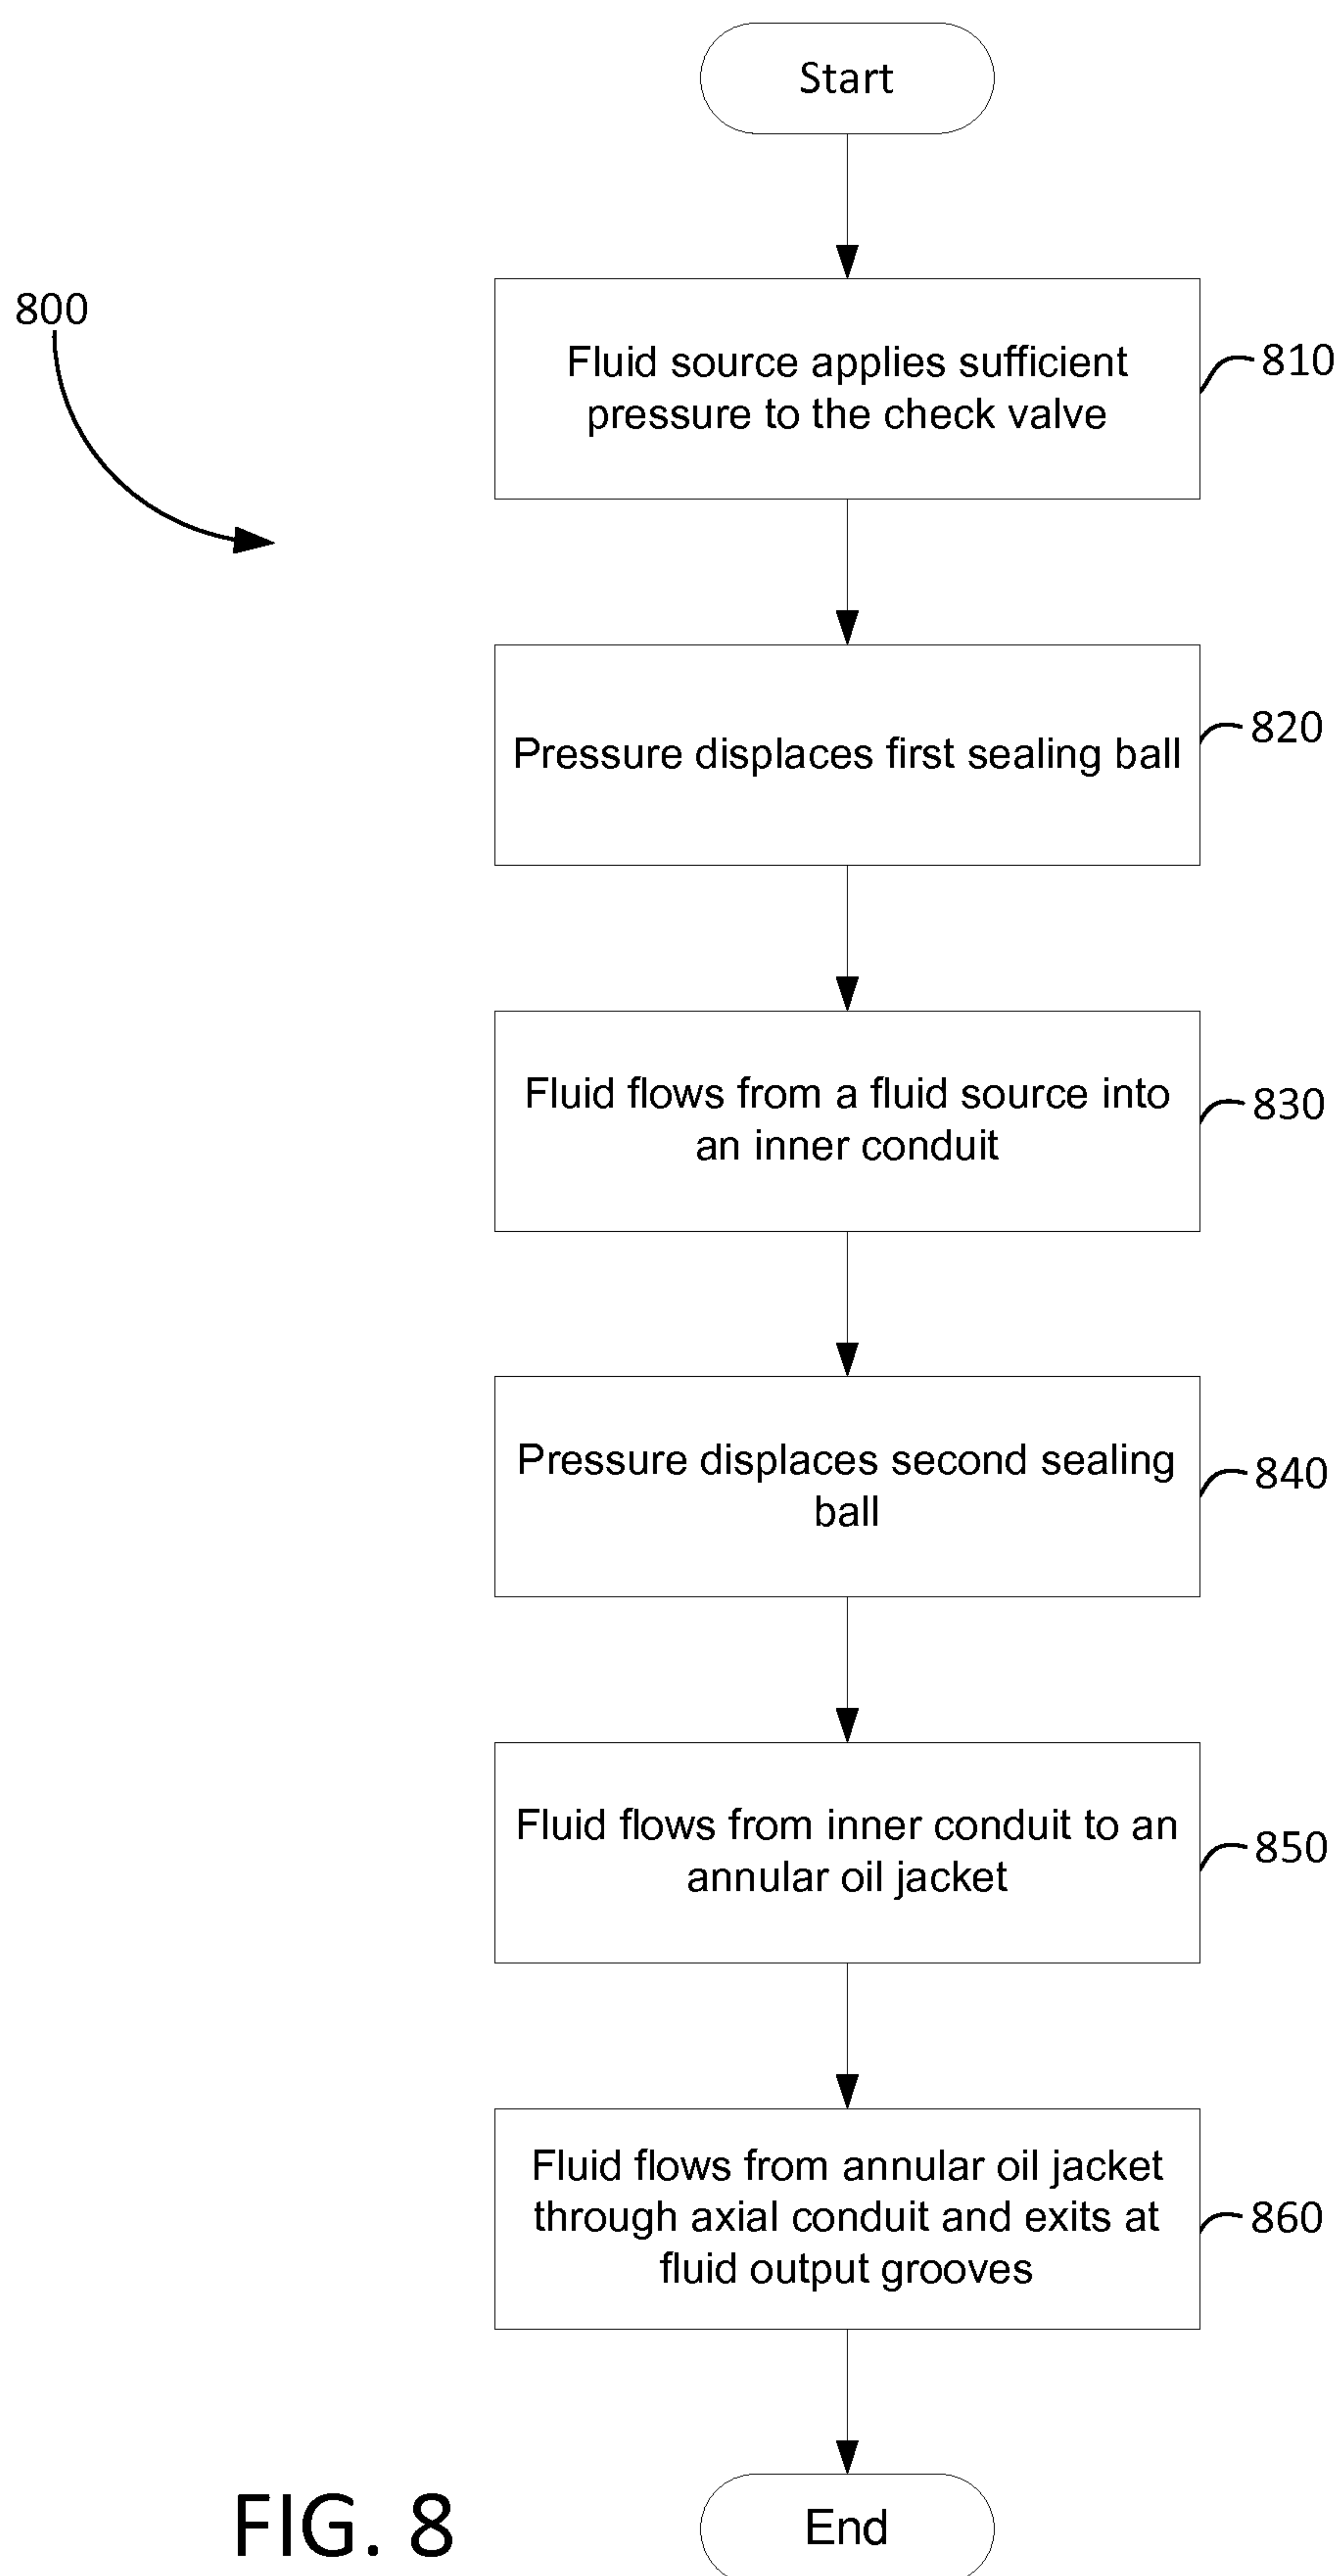 Start
800
Fluid source applies sufficient
pressure to the check valve
810
Pressure displaces first sealing ball
820
Fluid flows from a fluid source into
an inner conduit
830
Pressure displaces second sealing
ball
840
Fluid flows from inner conduit to an
annular oil jacket
850
Fluid flows from annular oil jacket
through axial conduit and exits at
fluid output grooves
860
End
FIG. 8